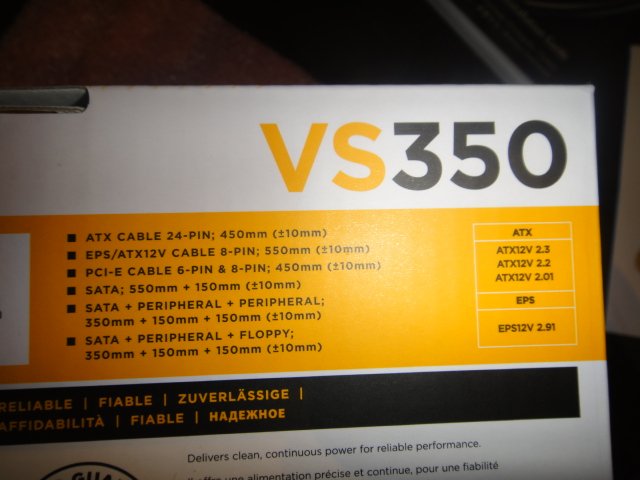 VS350
■ ATX CABLE 24-PIN; 450mm (±10mm)
■ EPS/ATX12V CABLE 8-PIN; 550mm (±10mm)
■ PCI-E CABLE 6-PIN & 8-PIN; 450mm (±10mm)
■ SATA; 550mm + 150mm (±10mm)
■ SATA + PERIPHERAL + PERIPHERAL;
350mm + 150mm + 150mm (±10mm)
■ SATA + PERIPHERAL + FLOPPY;
350mm + 150mm + 150mm (±10mm)
ATX
ATX12V 2.3
ATX12V 2.2
ATX12V 2.01
EPS
EPS12V 2.91
RELIABLE | FIABLE | ZUVERLÄSSIGE |
AFFIDABILITÀ | FIABLE | НАДЕЖНОЕ
Delivers clean, continuous power for reliable performance.
offre une alimentation précise et continue, pour une fiabilité